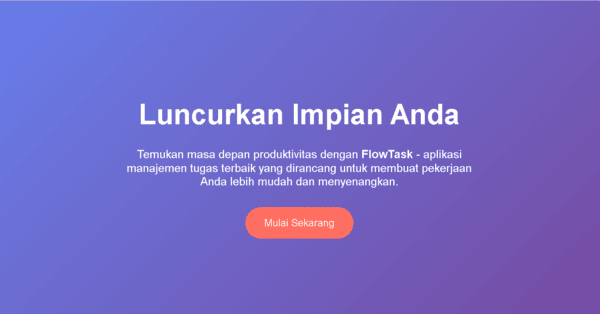 Luncurkan Impian Anda
Temukan masa depan produktivitas dengan FlowTask - aplikasi
manajemen tugas terbaik yang dirancang untuk membuat pekerjaan
Anda lebih mudah dan menyenangkan.
Mulai Sekarang